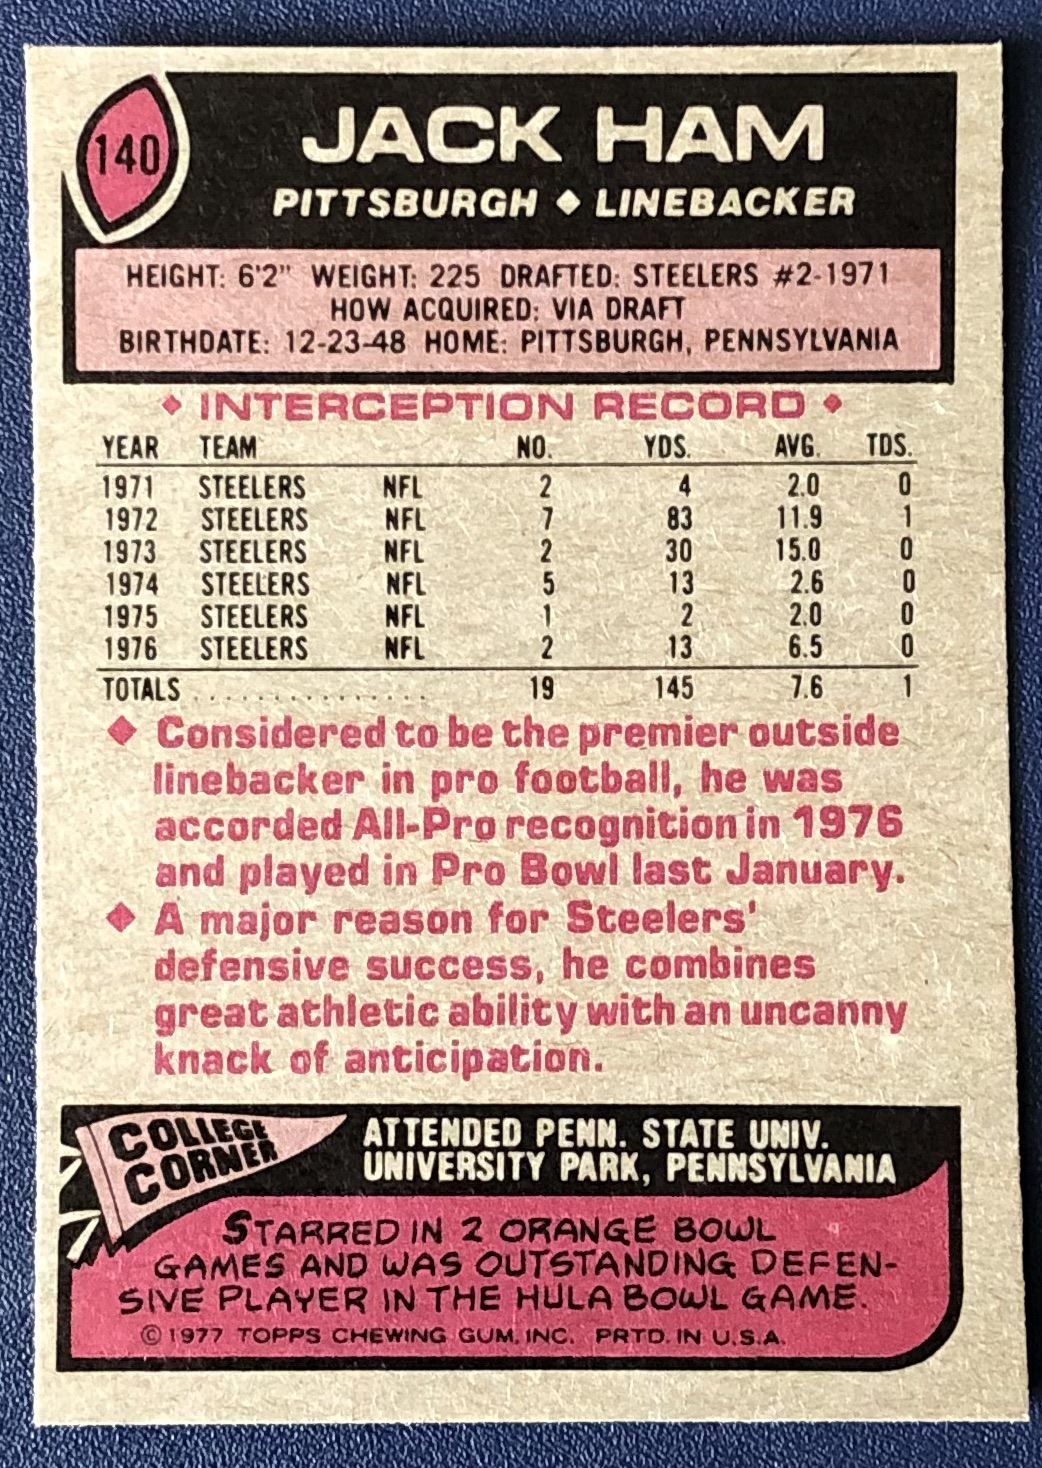 140
JACK HAM
PITTSBURGH ◆ LINEBACKER
HEIGHT: 6'2" WEIGHT: 225 DRAFTED: STEELERS #2-1971
HOW ACQUIRED: VIA DRAFT
BIRTHDATE: 12-23-48 HOME: PITTSBURGH, PENNSYLVANIA
◆ INTERCEPTION RECORD ◆
YEAR TEAM NO. YDS. AVG. TDS.
1971 STEELERS NFL 2 4 2.0 0
1972 STEELERS NFL 7 83 11.9 1
1973 STEELERS NFL 2 30 15.0 0
1974 STEELERS NFL 5 13 2.6 0
1975 STEELERS NFL 1 2 2.0 0
1976 STEELERS NFL 2 13 6.5 0
TOTALS ............... 19 145 7.6 1
◆ Considered to be the premier outside
linebacker in pro football, he was
accorded All-Pro recognition in 1976
and played in Pro Bowl last January.
◆ A major reason for Steelers'
defensive success, he combines
great athletic ability with an uncanny
knack of anticipation.
COLLEGE
CORNER
ATTENDED PENN. STATE UNIV.
UNIVERSITY PARK, PENNSYLVANIA
STARRED IN 2 ORANGE BOWL
GAMES AND WAS OUTSTANDING DEFEN-
SIVE PLAYER IN THE HULA BOWL GAME.
© 1977 TOPPS CHEWING GUM, INC. PRTD. IN U.S.A.